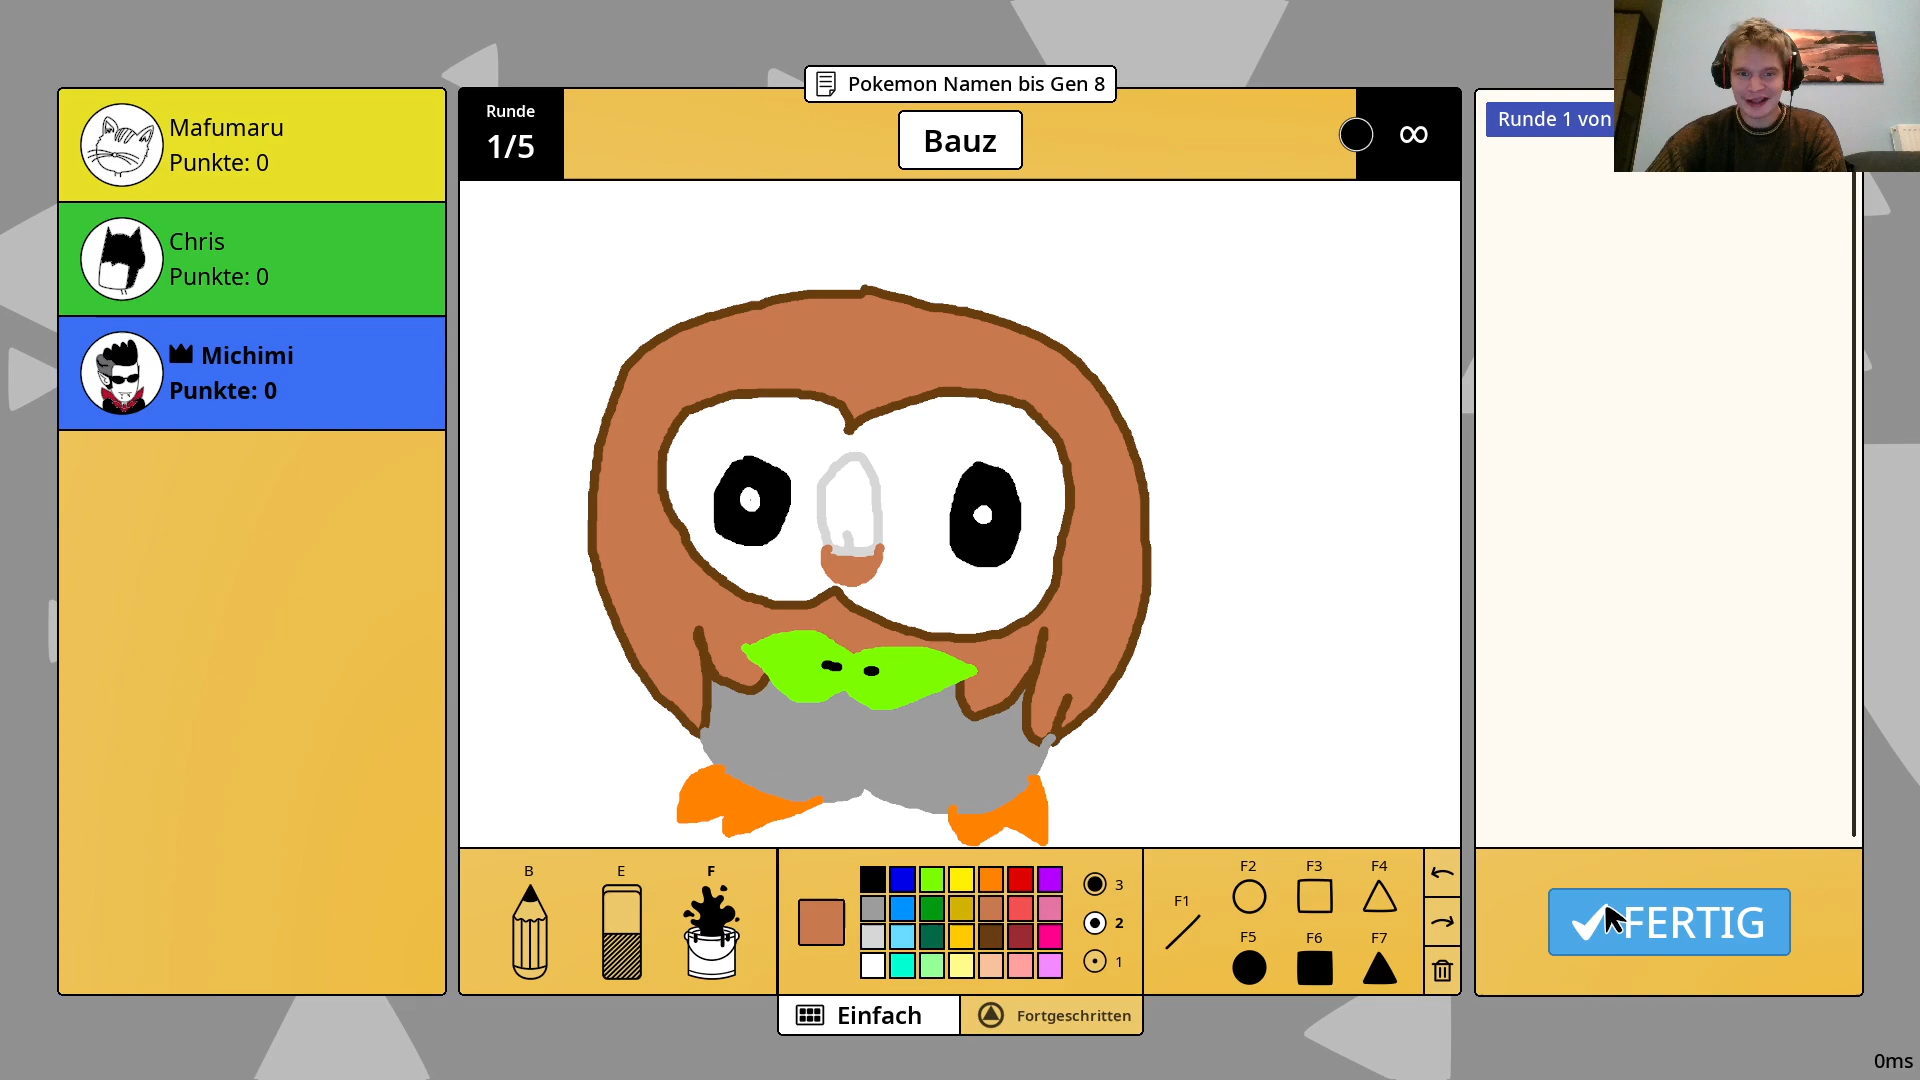 Pokemon Namen bis Gen 8
Mafumaru
Punkte: 0
Chris
Punkte: 0
Michimi
Punkte: 0
Runde
1/5
Bauz
∞
Runde 1 von
B
E
F
3
2
1
F1
F2
F3
F4
F5
F6
F7
FERTIG
Einfach
Fortgeschritten
0ms